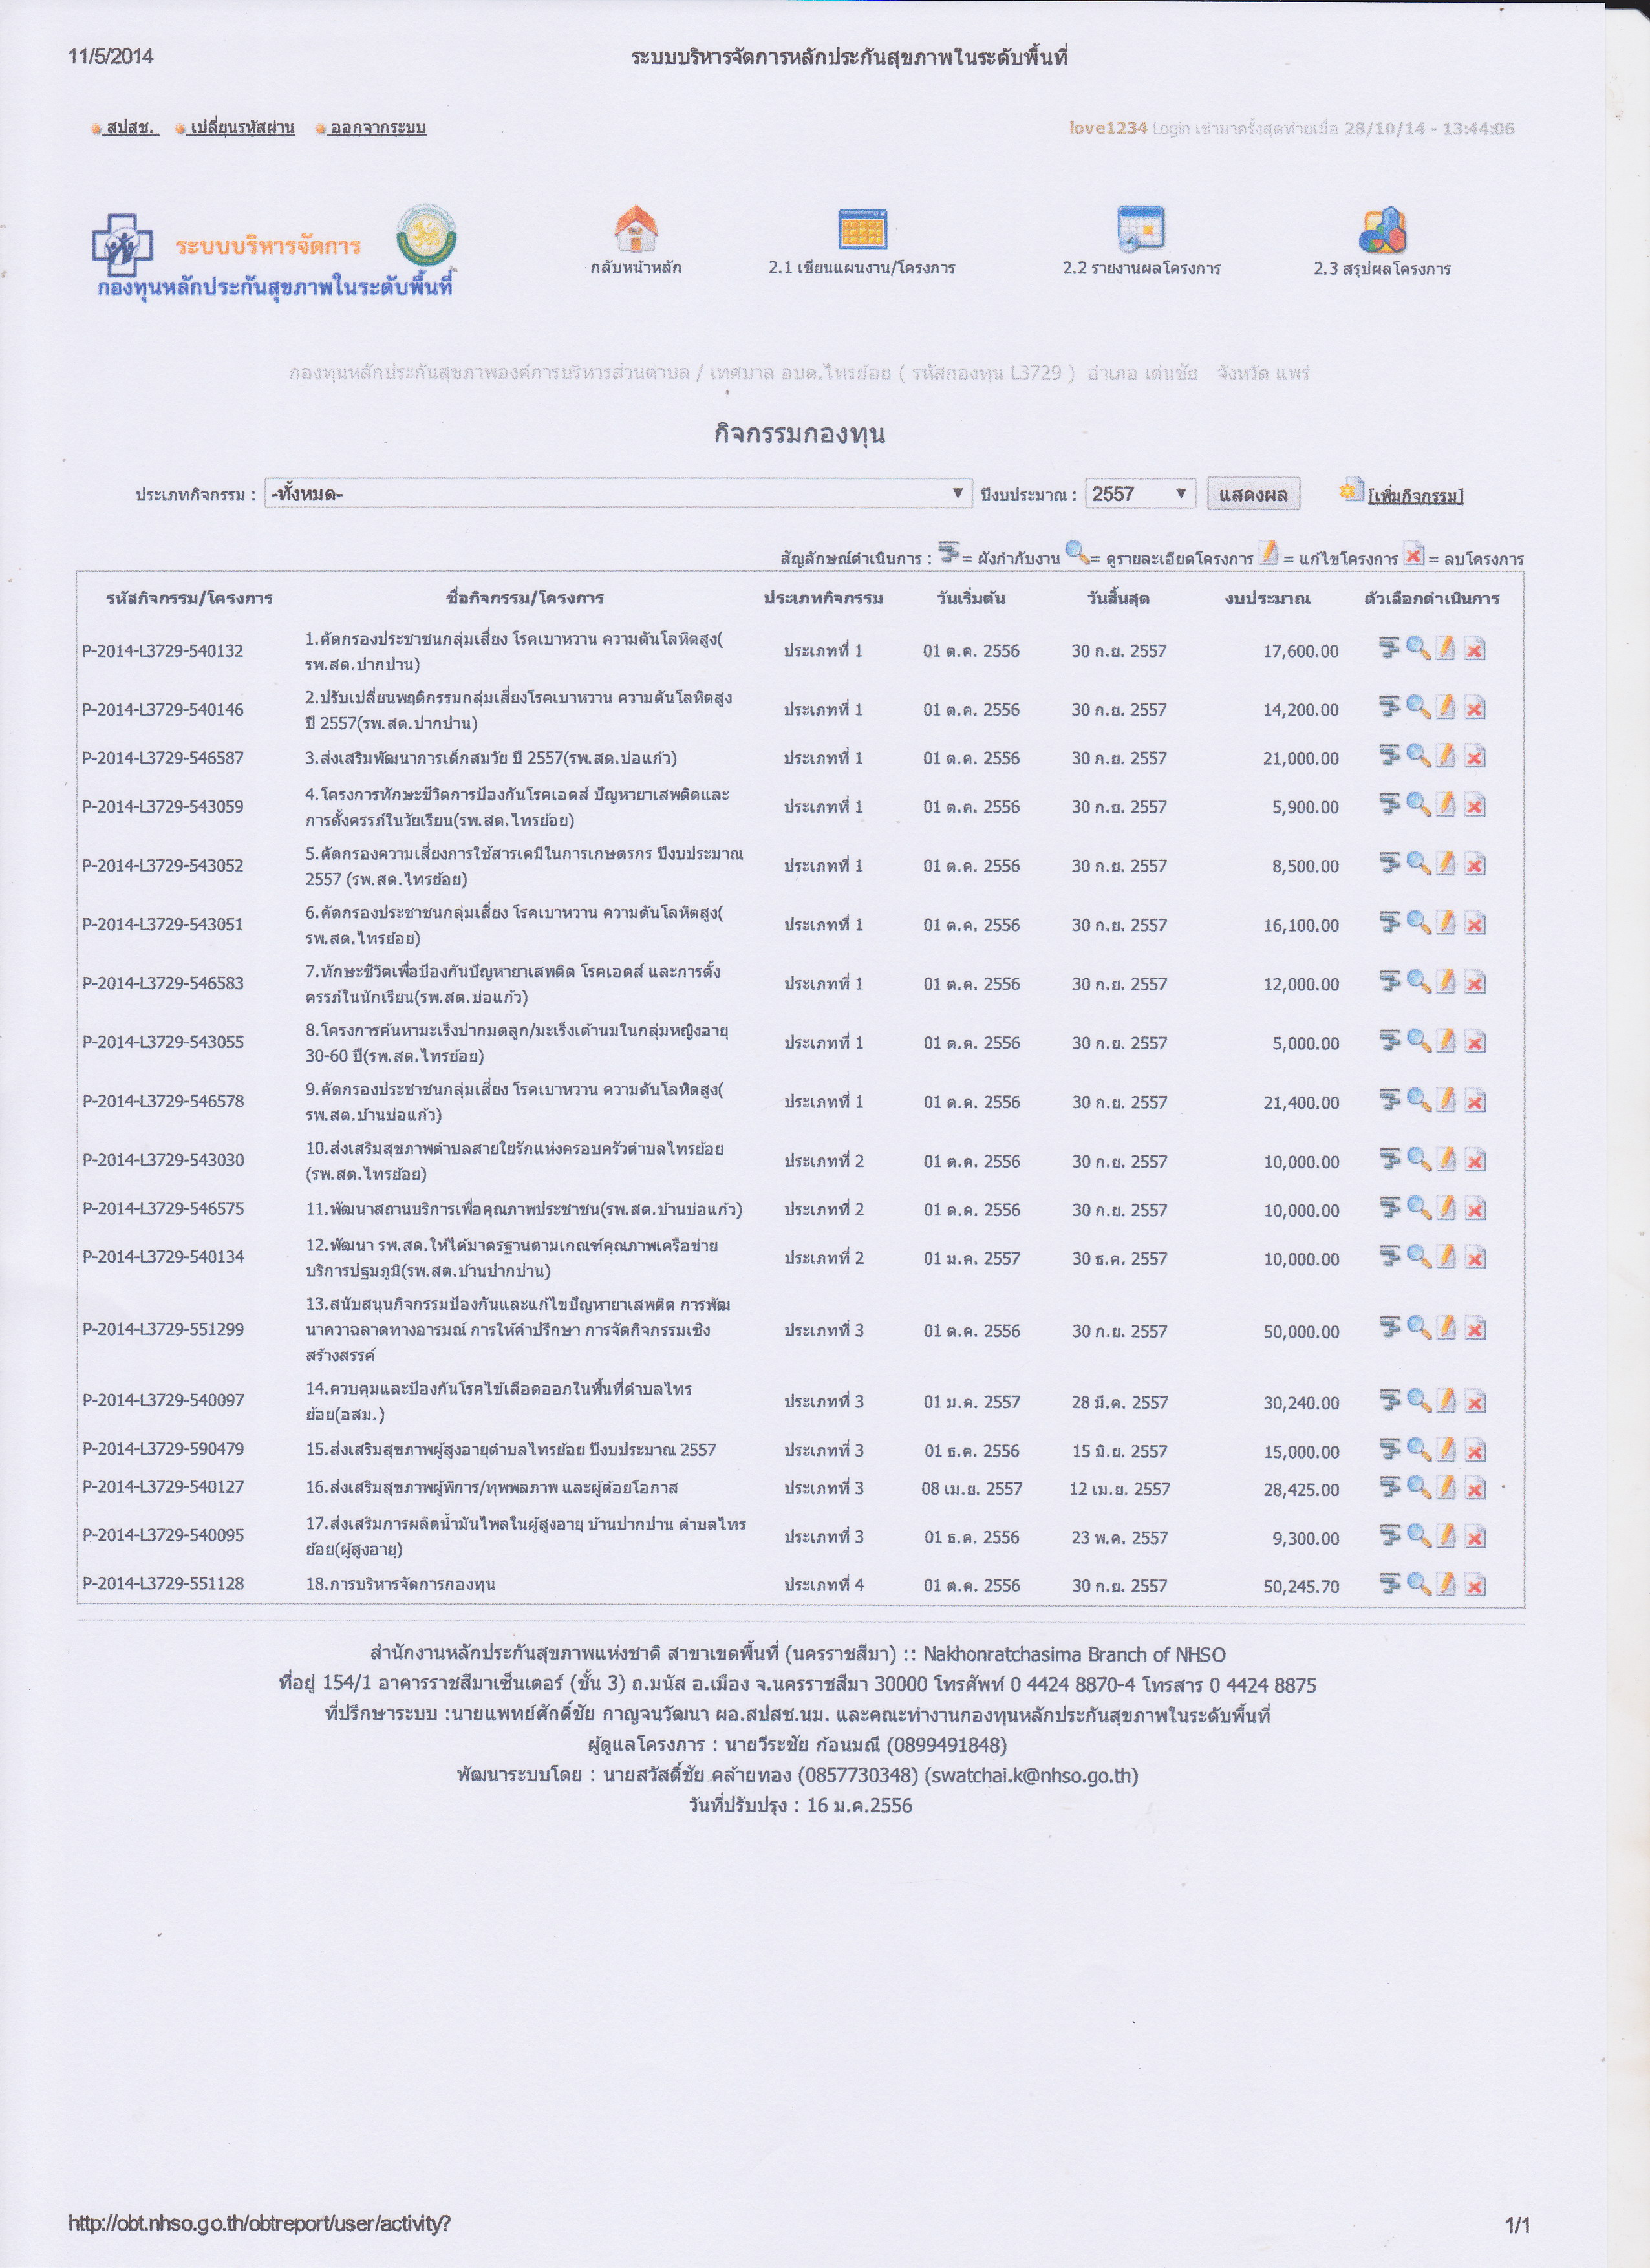 11/5/2014
ระบบบริหารจัดการหลักประกันสุขภาพในระดับพื้นที่
สปสช. เปลี่ยนรหัสผ่าน ออกจากระบบ
love1234 Login เข้ามาครั้งสุดท้ายเมื่อ 28/10/14 - 13:44:06
ระบบบริหารจัดการ
กองทุนหลักประกันสุขภาพในระดับพื้นที่
กลับหน้าหลัก 2.1 เขียนแผนงาน/โครงการ 2.2 รายงานผลโครงการ 2.3 สรุปผลโครงการ
กองทุนหลักประกันสุขภาพองค์การบริหารส่วนตำบล / เทศบาล อบต.ไทรย้อย ( รหัสกองทุน L3729 ) อำเภอ เด่นชัย จังหวัด แพร่
กิจกรรมกองทุน
ประเภทกิจกรรม : -ทั้งหมด- ปีงบประมาณ : 2557 แสดงผล [เพิ่มกิจกรรม]
สัญลักษณ์ดำเนินการ : = ผังกำกับงาน = ดูรายละเอียดโครงการ = แก้ไขโครงการ = ลบโครงการ
รหัสกิจกรรม/โครงการ ชื่อกิจกรรม/โครงการ ประเภทกิจกรรม วันเริ่มต้น วันสิ้นสุด งบประมาณ ตัวเลือกดำเนินการ
P-2014-L3729-540132 1.คัดกรองประชาชนกลุ่มเสี่ยง โรคเบาหวาน ความดันโลหิตสูง( ประเภทที่ 1 01 ต.ค. 2556 30 ก.ย. 2557 17,600.00
รพ.สต.ปากปาน)
P-2014-L3729-540146 2.ปรับเปลี่ยนพฤติกรรมกลุ่มเสี่ยงโรคเบาหวาน ความดันโลหิตสูง ประเภทที่ 1 01 ต.ค. 2556 30 ก.ย. 2557 14,200.00
ปี 2557(รพ.สต.ปากปาน)
P-2014-L3729-546587 3.ส่งเสริมพัฒนาการเด็กสมวัย ปี 2557(รพ.สต.บ่อแก้ว) ประเภทที่ 1 01 ต.ค. 2556 30 ก.ย. 2557 21,000.00
P-2014-L3729-543059 4.โครงการทักษะชีวิตการป้องกันโรคเอดส์ ปัญหายาเสพติดและ ประเภทที่ 1 01 ต.ค. 2556 30 ก.ย. 2557 5,900.00
การตั้งครรภ์ในวัยเรียน(รพ.สต.ไทรย้อย)
P-2014-L3729-543052 5.คัดกรองความเสี่ยงการใช้สารเคมีในการเกษตรกร ปีงบประมาณ ประเภทที่ 1 01 ต.ค. 2556 30 ก.ย. 2557 8,500.00
2557 (รพ.สต.ไทรย้อย)
P-2014-L3729-543051 6.คัดกรองประชาชนกลุ่มเสี่ยง โรคเบาหวาน ความดันโลหิตสูง( ประเภทที่ 1 01 ต.ค. 2556 30 ก.ย. 2557 16,100.00
รพ.สต.ไทรย้อย)
P-2014-L3729-546583 7.ทักษะชีวิตเพื่อป้องกันปัญหายาเสพติด โรคเอดส์ และการตั้ง ประเภทที่ 1 01 ต.ค. 2556 30 ก.ย. 2557 12,000.00
ครรภ์ในนักเรียน(รพ.สต.บ่อแก้ว)
P-2014-L3729-543055 8.โครงการค้นหามะเร็งปากมดลูก/มะเร็งเต้านมในกลุ่มหญิงอายุ ประเภทที่ 1 01 ต.ค. 2556 30 ก.ย. 2557 5,000.00
30-60 ปี(รพ.สต.ไทรย้อย)
P-2014-L3729-546578 9.คัดกรองประชาชนกลุ่มเสี่ยง โรคเบาหวาน ความดันโลหิตสูง( ประเภทที่ 1 01 ต.ค. 2556 30 ก.ย. 2557 21,400.00
รพ.สต.บ้านบ่อแก้ว)
P-2014-L3729-543030 10.ส่งเสริมสุขภาพตำบลสายใยรักแห่งครอบครัวตำบลไทรย้อย ประเภทที่ 2 01 ต.ค. 2556 30 ก.ย. 2557 10,000.00
(รพ.สต.ไทรย้อย)
P-2014-L3729-546575 11.พัฒนาสถานบริการเพื่อคุณภาพประชาชน(รพ.สต.บ้านบ่อแก้ว) ประเภทที่ 2 01 ต.ค. 2556 30 ก.ย. 2557 10,000.00
P-2014-L3729-540134 12.พัฒนา รพ.สต.ให้ได้มาตรฐานตามเกณฑ์คุณภาพเครือข่าย ประเภทที่ 2 01 ม.ค. 2557 30 ธ.ค. 2557 10,000.00
บริการปฐมภูมิ(รพ.สต.บ้านปากปาน)
P-2014-L3729-551299 13.สนับสนุนกิจกรรมป้องกันและแก้ไขปัญหายาเสพติด การพัฒ ประเภทที่ 3 01 ต.ค. 2556 30 ก.ย. 2557 50,000.00
นาควาฉลาดทางอารมณ์ การให้คำปรึกษา การจัดกิจกรรมเชิง
สร้างสรรค์
P-2014-L3729-540097 14.ควบคุมและป้องกันโรคไข้เลือดออกในพื้นที่ตำบลไทร ประเภทที่ 3 01 ม.ค. 2557 28 มี.ค. 2557 30,240.00
ย้อย(อสม.)
P-2014-L3729-590479 15.ส่งเสริมสุขภาพผู้สูงอายุตำบลไทรย้อย ปีงบประมาณ 2557 ประเภทที่ 3 01 ธ.ค. 2556 15 มิ.ย. 2557 15,000.00
P-2014-L3729-540127 16.ส่งเสริมสุขภาพผู้พิการ/ทุพพลภาพ และผู้ด้อยโอกาส ประเภทที่ 3 08 เม.ย. 2557 12 เม.ย. 2557 28,425.00
P-2014-L3729-540095 17.ส่งเสริมการผลิตน้ำมันไพลในผู้สูงอายุ บ้านปากปาน ตำบลไทร ประเภทที่ 3 01 ธ.ค. 2556 23 พ.ค. 2557 9,300.00
ย้อย(ผู้สูงอายุ)
P-2014-L3729-551128 18.การบริหารจัดการกองทุน ประเภทที่ 4 01 ต.ค. 2556 30 ก.ย. 2557 50,245.70
สำนักงานหลักประกันสุขภาพแห่งชาติ สาขาเขตพื้นที่ (นครราชสีมา) :: Nakhonratchasima Branch of NHSO
ที่อยู่ 154/1 อาคารราชสีมาเซ็นเตอร์ (ชั้น 3) ถ.มนัส อ.เมือง จ.นครราชสีมา 30000 โทรศัพท์ 0 4424 8870-4 โทรสาร 0 4424 8875
ที่ปรึกษาระบบ :นายแพทย์ศักดิ์ชัย กาญจนวัฒนา ผอ.สปสช.นม. และคณะทำงานกองทุนหลักประกันสุขภาพในระดับพื้นที่
ผู้ดูแลโครงการ : นายวีระชัย ก้อนมณี (0899491848)
พัฒนาระบบโดย : นายสวัสดิ์ชัย คล้ายทอง (0857730348) (swatchai.k@nhso.go.th)
วันที่ปรับปรุง : 16 ม.ค.2556
http://obt.nhso.go.th/obtreport/user/activity?
1/1